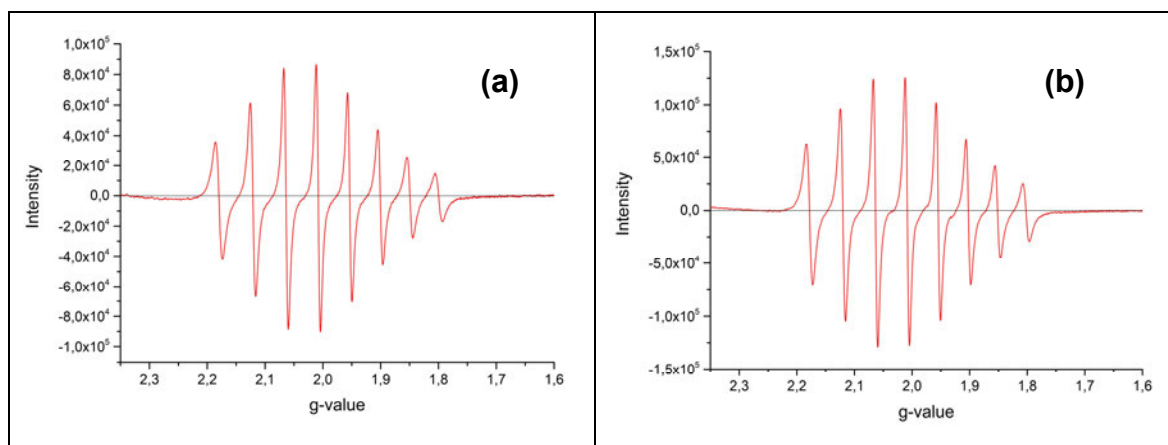 (a)
Intensity
1,0x10⁵
8,0x10⁴
6,0x10⁴
4,0x10⁴
2,0x10⁴
0,0
-2,0x10⁴
-4,0x10⁴
-6,0x10⁴
-8,0x10⁴
-1,0x10⁵
2,3 2,2 2,1 2,0 1,9 1,8 1,7 1,6
g-value
(b)
Intensity
1,5x10⁵
1,0x10⁵
5,0x10⁴
0,0
-5,0x10⁴
-1,0x10⁵
-1,5x10⁵
2,3 2,2 2,1 2,0 1,9 1,8 1,7 1,6
g-value